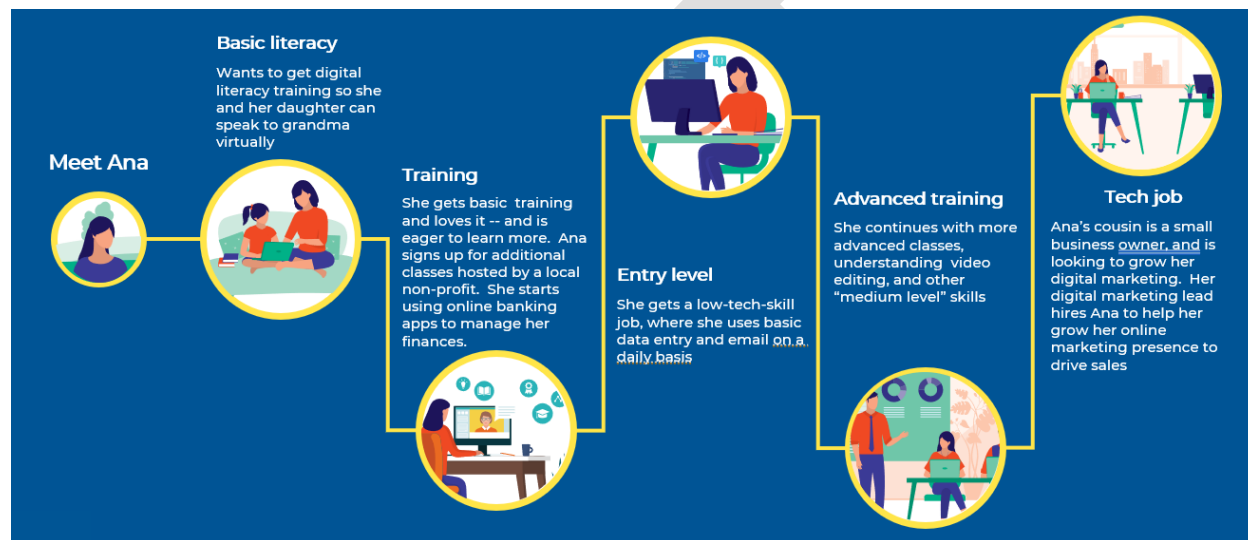 Meet Ana
Basic literacy
Wants to get digital
literacy training so she
and her daughter can
speak to grandma
virtually
Training
She gets basic training
and loves it -- and is
eager to learn more. Ana
signs up for additional
classes hosted by a local
non-profit. She starts
using online banking
apps to manage her
finances.
Entry level
She gets a low-tech-skill
job, where she uses basic
data entry and email on a
daily basis
Advanced training
She continues with more
advanced classes,
understanding video
editing, and other
“medium level” skills
Tech job
Ana’s cousin is a small
business owner, and is
looking to grow her
digital marketing. Her
digital marketing lead
hires Ana to help her
grow her online
marketing presence to
drive sales